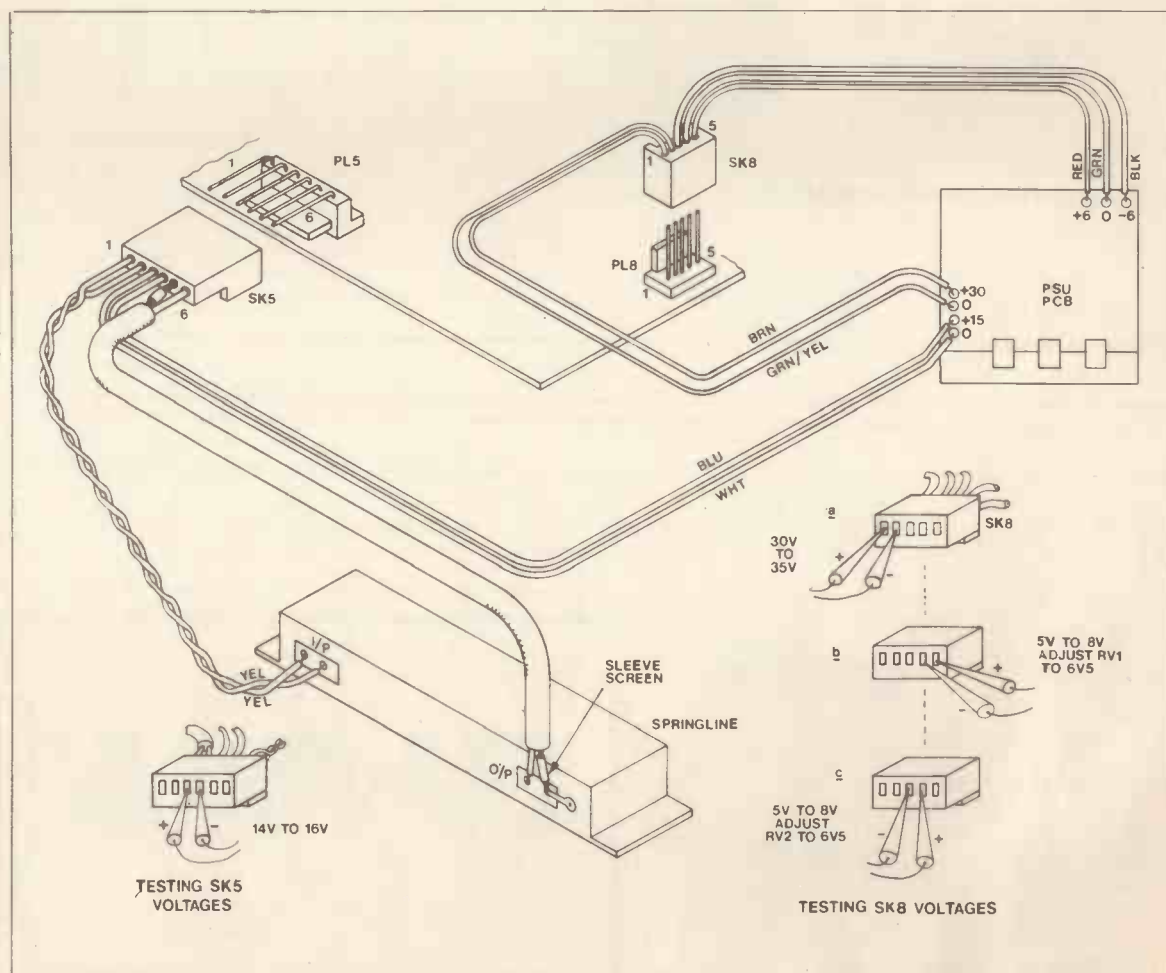 1
PL5
6
1
SK5
6
5
1
SK8
PL8
5
1
RED
GRN
BLK
+6 0 -6
+30
0
+15
0
PSU
PCB
BRN
GRN/YEL
BLU
WHT
I/P
YEL
YEL
SLEEVE
SCREEN
SPRINGLINE
O/P
+
-
14V TO 16V
TESTING SK5
VOLTAGES
a
SK8
30V
TO
35V
+
-
b
5V TO 8V
ADJUST RV1
TO 6V5
+
-
c
5V TO 8V
ADJUST
RV2 TO 6V5
-
+
TESTING SK8 VOLTAGES